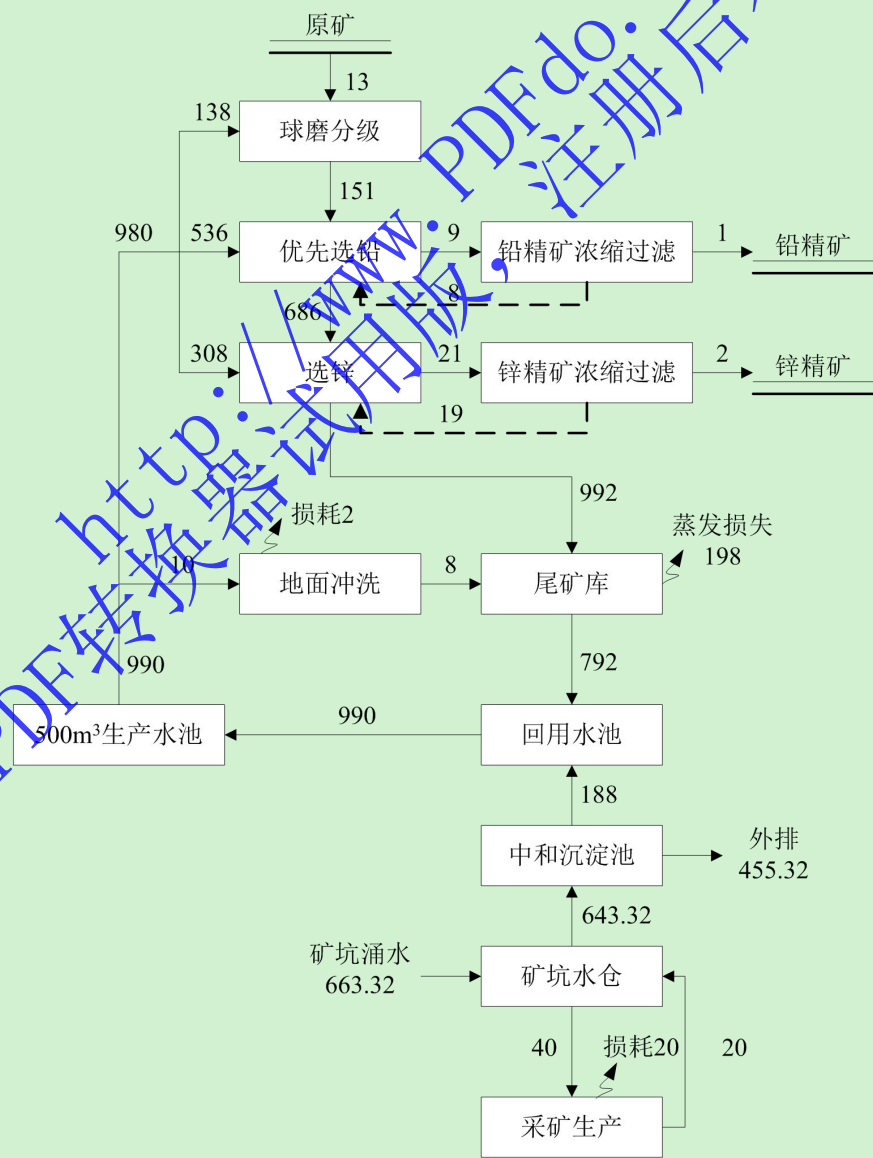 原矿
13
138
球磨分级
151
980
536
优先选铅
9
铅精矿浓缩过滤
1
铅精矿
8
686
308
选锌
21
锌精矿浓缩过滤
2
锌精矿
19
992
损耗2
蒸发损失
198
10
地面冲洗
8
尾矿库
990
792
500m³生产水池
990
回用水池
188
中和沉淀池
外排
455.32
643.32
矿坑涌水
663.32
矿坑水仓
40
损耗20
20
采矿生产
http://www.PDFdo.
PDF转换器试用版，注册后